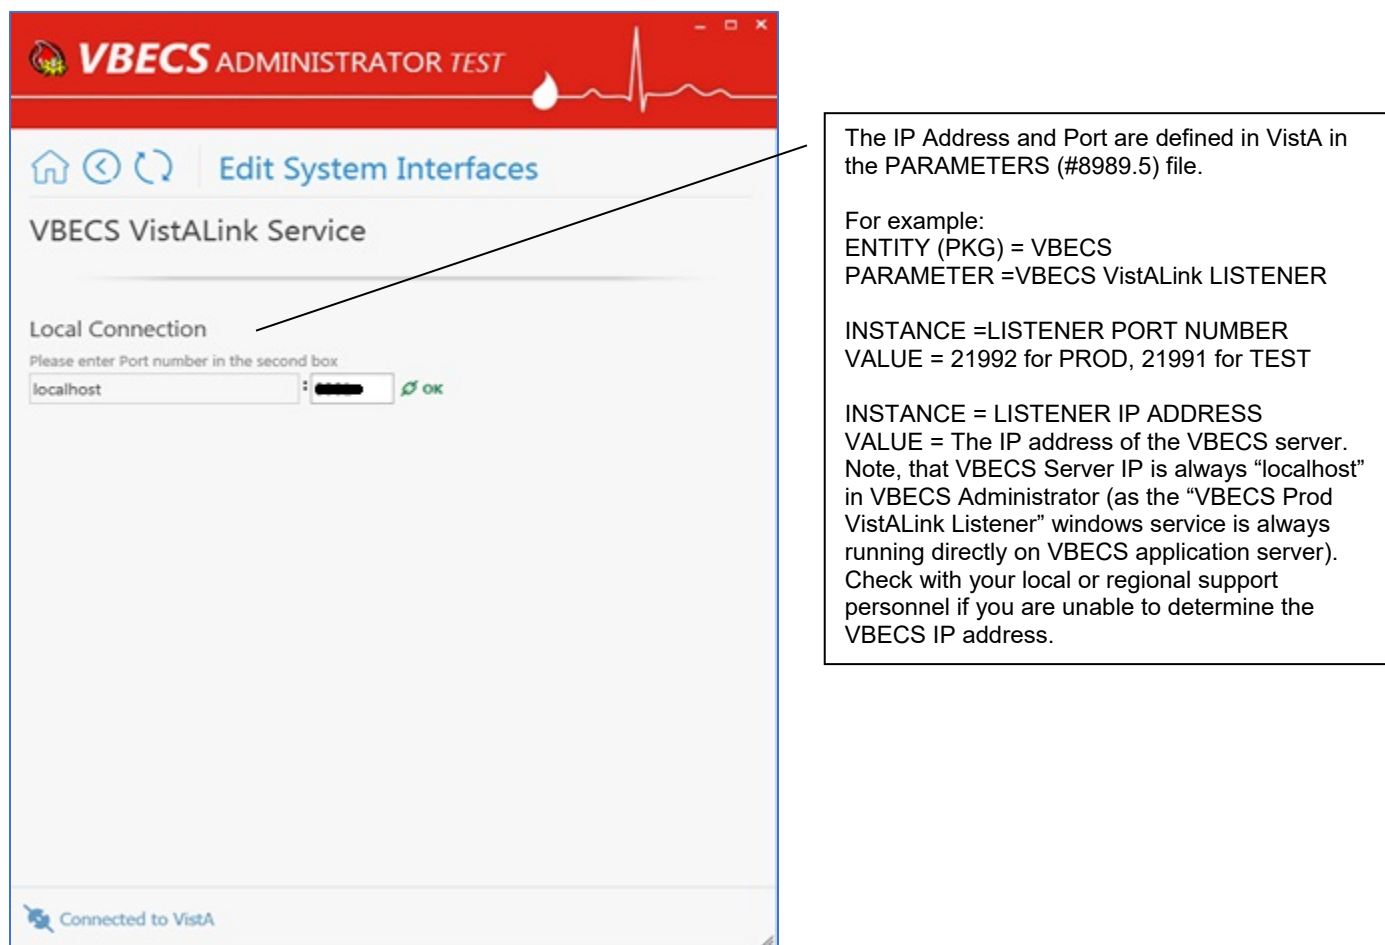 VBECS ADMINISTRATOR TEST
Edit System Interfaces
VBECS VistALink Service
Local Connection
Please enter Port number in the second box
localhost : OK
Connected to VistA
The IP Address and Port are defined in VistA in
the PARAMETERS (#8989.5) file.
For example:
ENTITY (PKG) = VBECS
PARAMETER =VBECS VistALink LISTENER
INSTANCE =LISTENER PORT NUMBER
VALUE = 21992 for PROD, 21991 for TEST
INSTANCE = LISTENER IP ADDRESS
VALUE = The IP address of the VBECS server.
Note, that VBECS Server IP is always “localhost”
in VBECS Administrator (as the “VBECS Prod
VistALink Listener” windows service is always
running directly on VBECS application server).
Check with your local or regional support
personnel if you are unable to determine the
VBECS IP address.